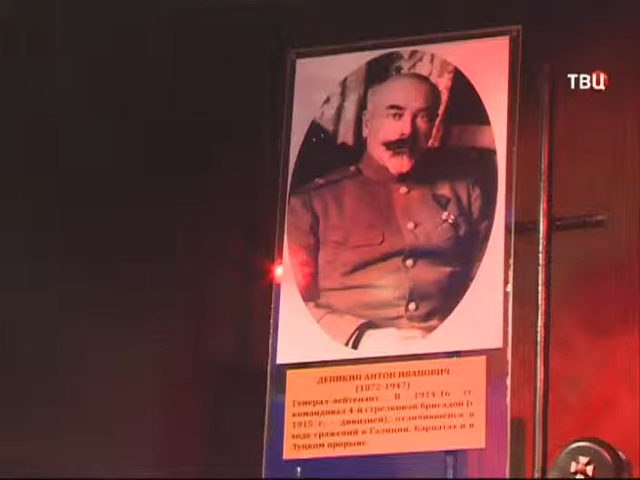 ТВЦ
ДЕНИКИН АНТОН ИВАНОВИЧ
(1872-1947)
Генерал-лейтенант. В 1914-16 гг.
командовал 4-й стрелковой бригадой (с
1915 г. - дивизией), отличившейся в
ходе сражений в Галиции, Карпатах и в
Луцком прорыве.